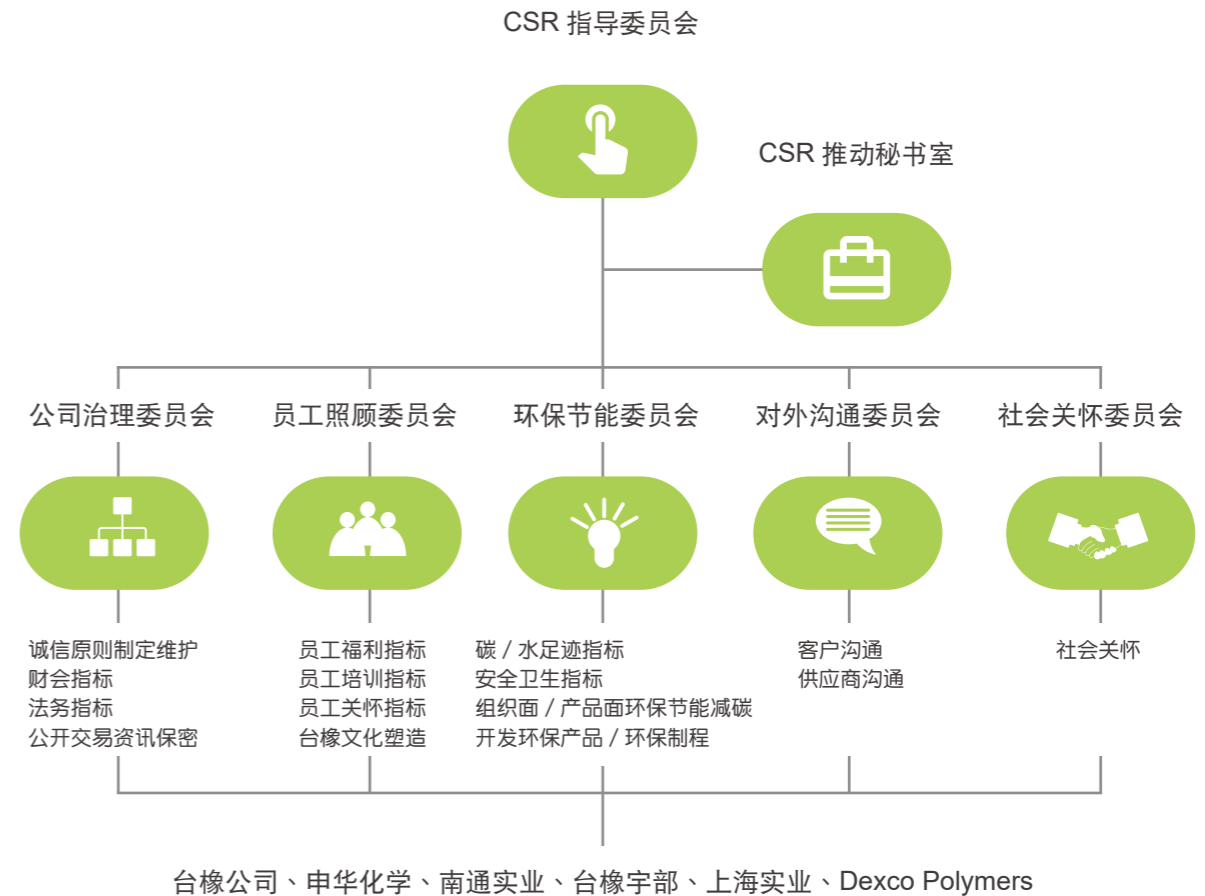 CSR 指导委员会
CSR 推动秘书室
公司治理委员会
员工照顾委员会
环保节能委员会
对外沟通委员会
社会关怀委员会
诚信原则制定维护
财会指标
法务指标
公开交易资讯保密
员工福利指标
员工培训指标
员工关怀指标
台橡文化塑造
碳 / 水足迹指标
安全卫生指标
组织面 / 产品面环保节能减碳
开发环保产品 / 环保制程
客户沟通
供应商沟通
社会关怀
台橡公司、申华化学、南通实业、台橡宇部、上海实业、Dexco Polymers